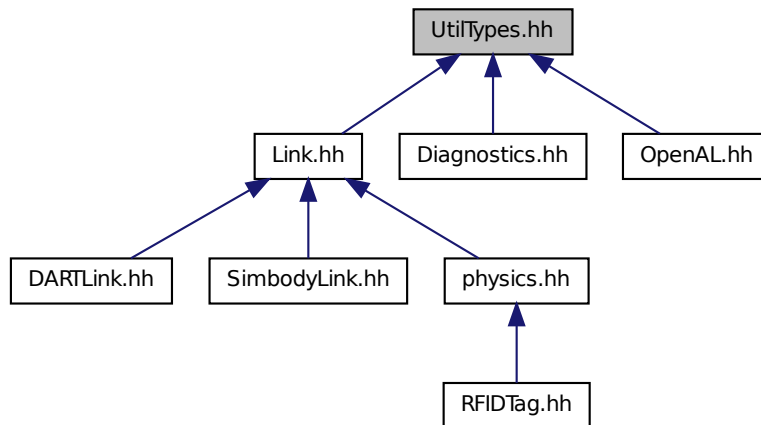 UtilTypes.hh
Link.hh
Diagnostics.hh
OpenAL.hh
DARTLink.hh
SimbodyLink.hh
physics.hh
RFIDTag.hh